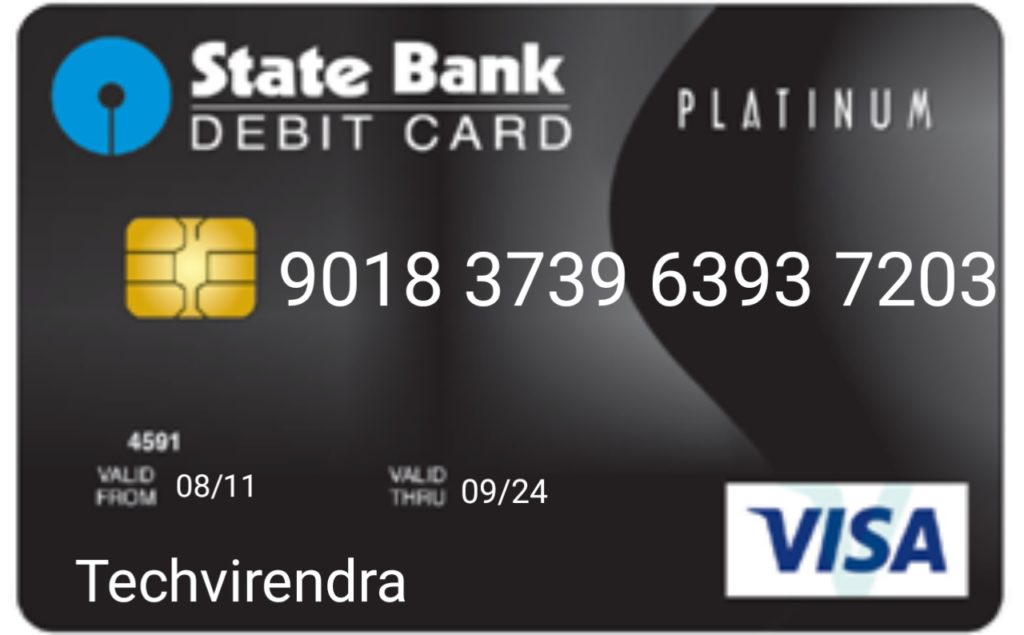 State Bank
DEBIT CARD
PLATINUM
9018 3739 6393 7203
4591
VALID FROM 08/11
VALID THRU 09/24
VISA
Techvirendra